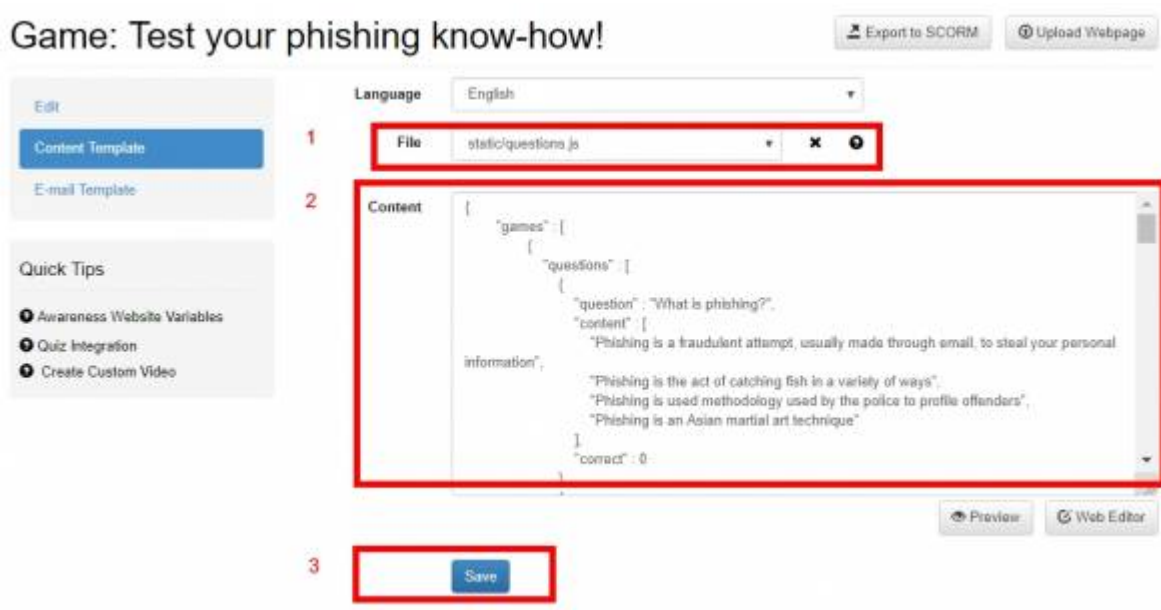 Game: Test your phishing know-how!
Export to SCORM
Upload Webpage
Edit
Content Template
E-mail Template
Quick Tips
Awareness Website Variables
Quiz Integration
Create Custom Video
Language English
1 File static/questions.js
2 Content {
"games" : [
{
"questions" : [
{
"question" : "What is phishing?",
"content" : [
"Phishing is a fraudulent attempt, usually made through email, to steal your personal
information",
"Phishing is the act of catching fish in a variety of ways",
"Phishing is used methodology used by the police to profile offenders",
"Phishing is an Asian martial art technique"
],
"correct" : 0
Preview
Web Editor
3 Save